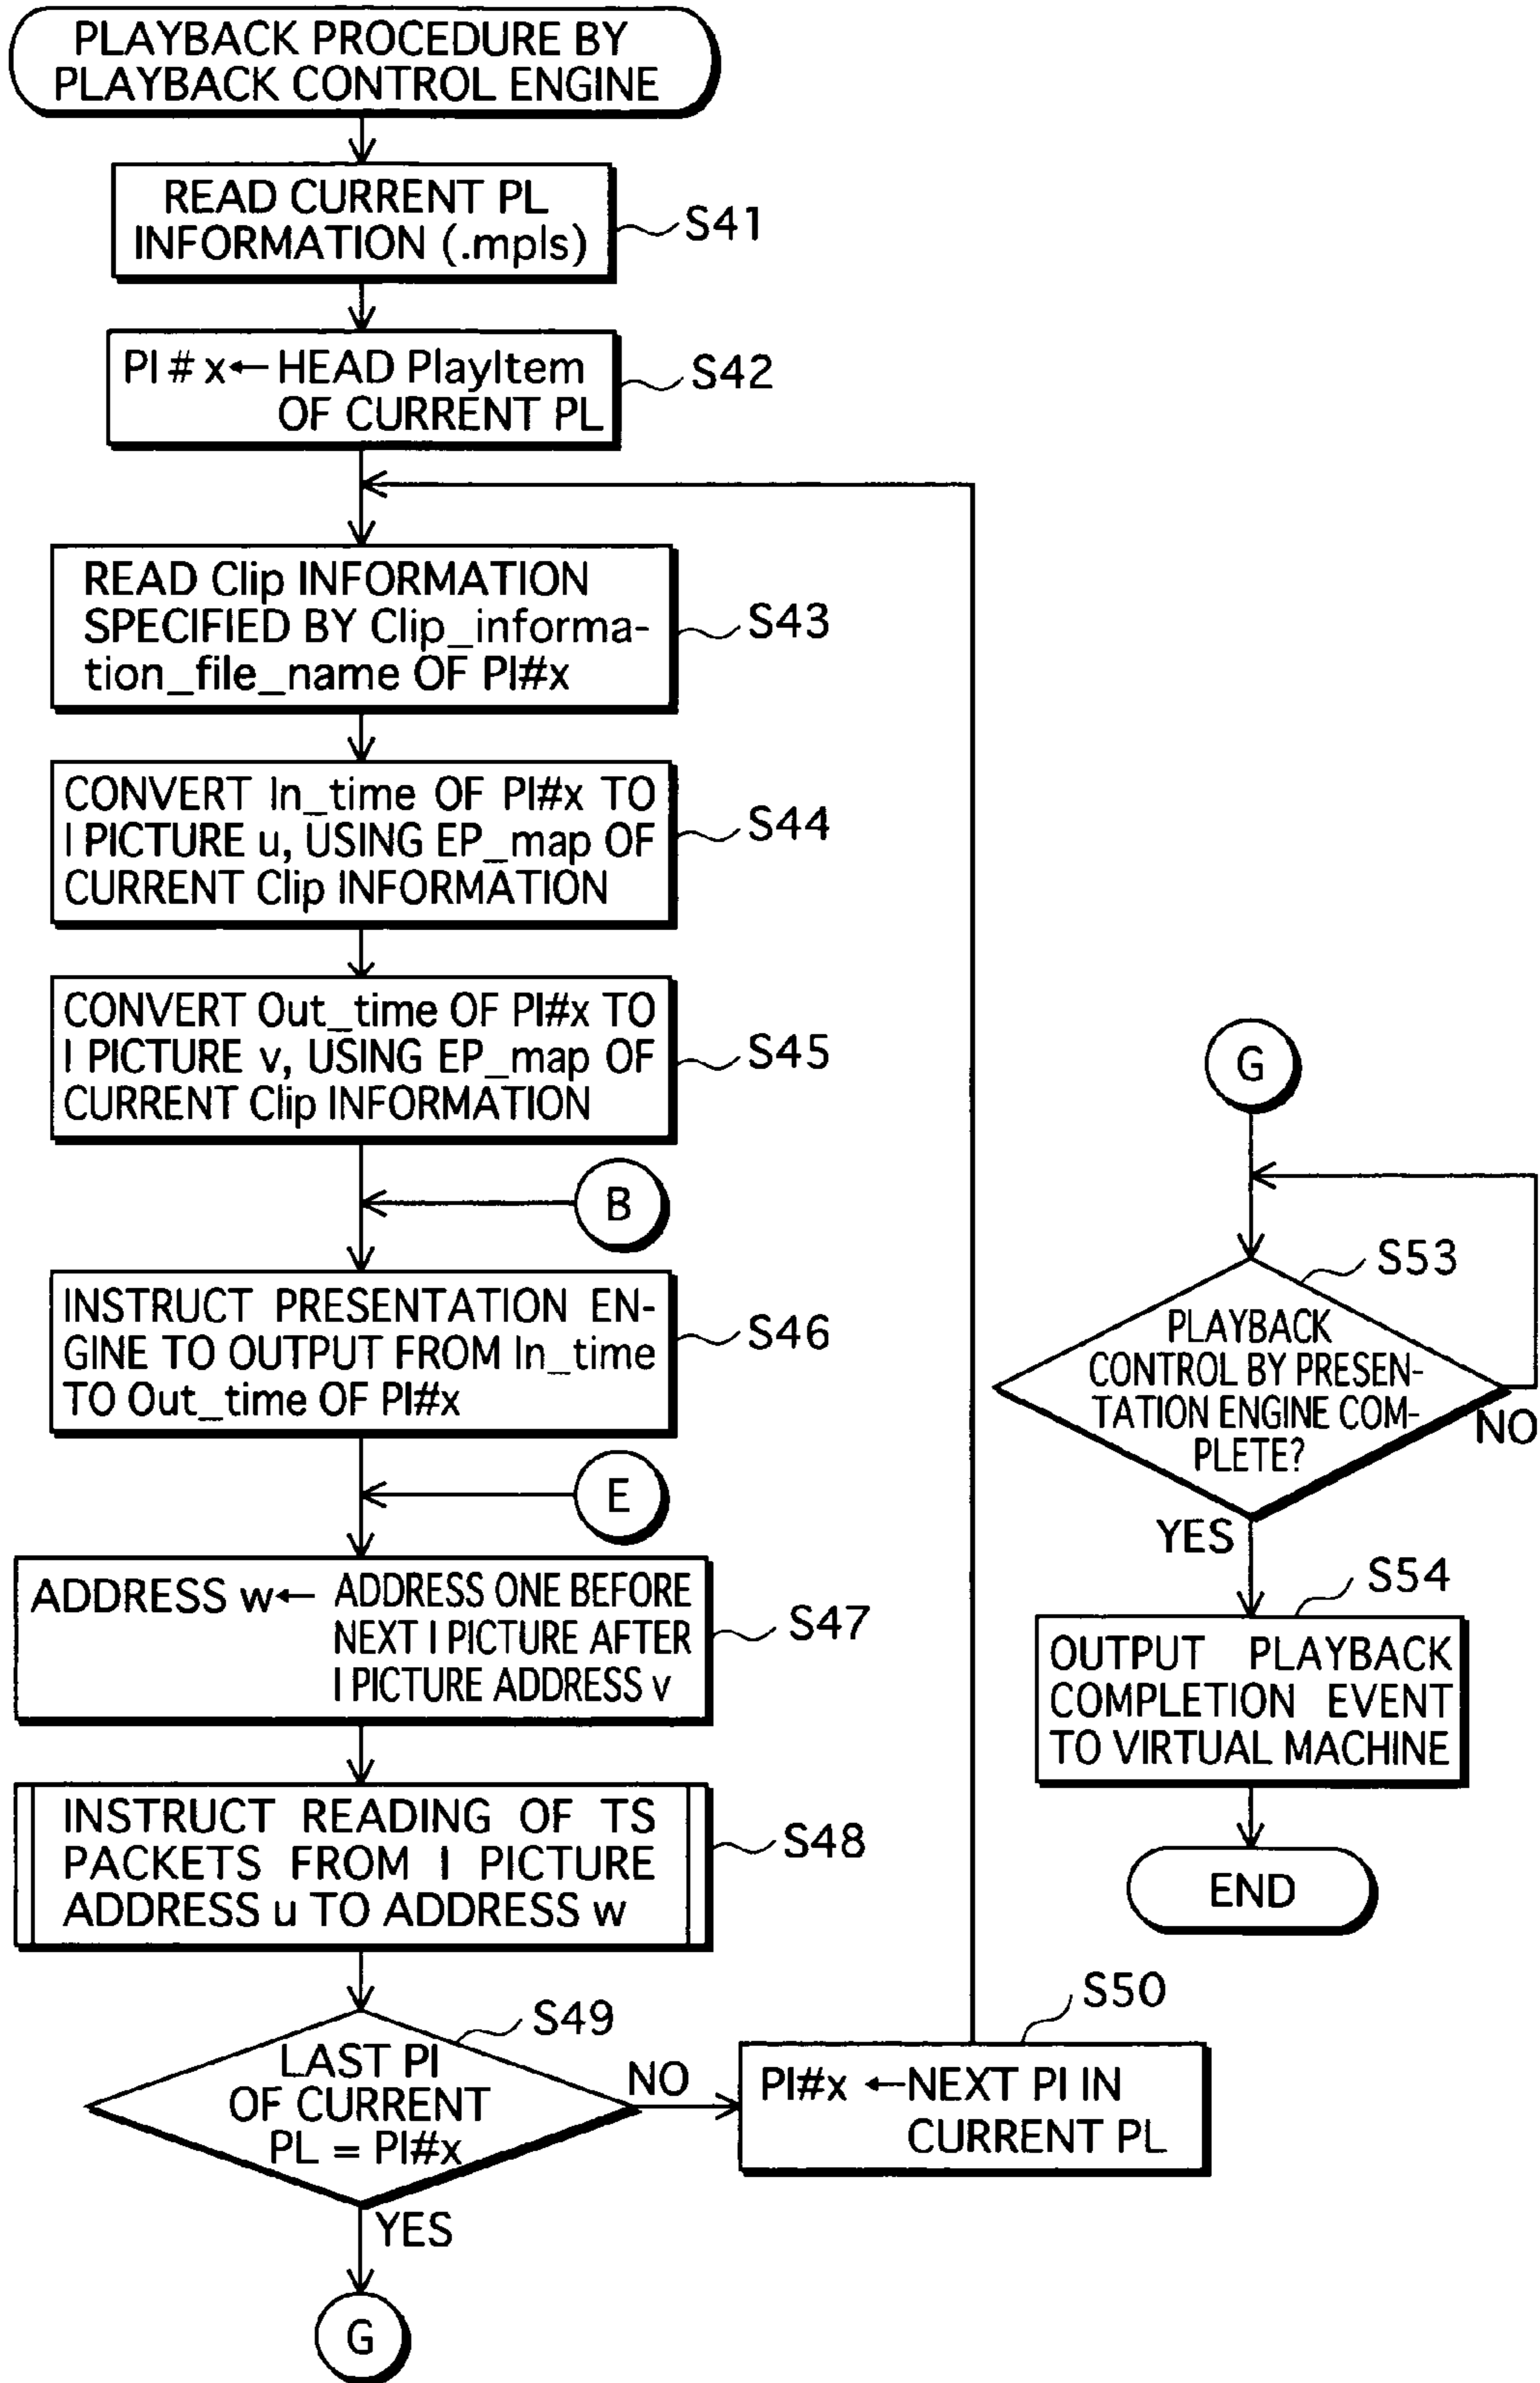 PLAYBACK PROCEDURE BY
PLAYBACK CONTROL ENGINE
READ CURRENT PL
INFORMATION (.mpls)
S41
PI # x← HEAD PlayItem
OF CURRENT PL
S42
READ Clip INFORMATION
SPECIFIED BY Clip_informa-
tion_file_name OF PI#x
S43
CONVERT In_time OF PI#x TO
I PICTURE u, USING EP_map OF
CURRENT Clip INFORMATION
S44
CONVERT Out_time OF PI#x TO
I PICTURE v, USING EP_map OF
CURRENT Clip INFORMATION
S45
B
INSTRUCT PRESENTATION EN-
GINE TO OUTPUT FROM In_time
TO Out_time OF PI#x
S46
E
ADDRESS w← ADDRESS ONE BEFORE
NEXT I PICTURE AFTER
I PICTURE ADDRESS v
S47
INSTRUCT READING OF TS
PACKETS FROM I PICTURE
ADDRESS u TO ADDRESS w
S48
LAST PI
OF CURRENT
PL = PI#x
S49
NO
YES
PI#x ←NEXT PI IN
CURRENT PL
S50
G
G
PLAYBACK
CONTROL BY PRESEN-
TATION ENGINE COM-
PLETE?
S53
NO
YES
OUTPUT PLAYBACK
COMPLETION EVENT
TO VIRTUAL MACHINE
S54
END